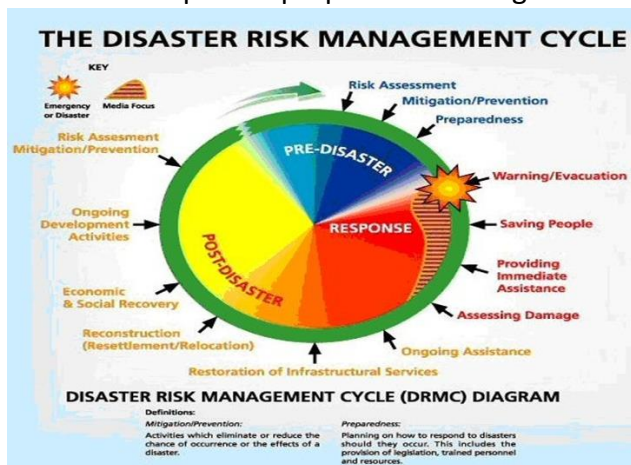 THE DISASTER RISK MANAGEMENT CYCLE
KEY
Emergency
or Disaster
Media Focus
Risk Assessment
Mitigation/Prevention
Preparedness
Warning/Evacuation
Saving People
Providing
Immediate
Assistance
Assessing Damage
Ongoing Assistance
Restoration of Infrastructural Services
Reconstruction
(Resettlement/Relocation)
Economic
& Social Recovery
Ongoing
Development
Activities
Risk Assesment
Mitigation/Prevention
PRE-DISASTER
RESPONSE
POST-DISASTER
DISASTER RISK MANAGEMENT CYCLE (DRMC) DIAGRAM
Definitions:
Mitigation/Prevention:
Activities which eliminate or reduce the
chance of occurrence or the effects of a
disaster.
Preparedness:
Planning on how to respond to disasters
should they occur. This includes the
provision of legislation, trained personnel
and resources.